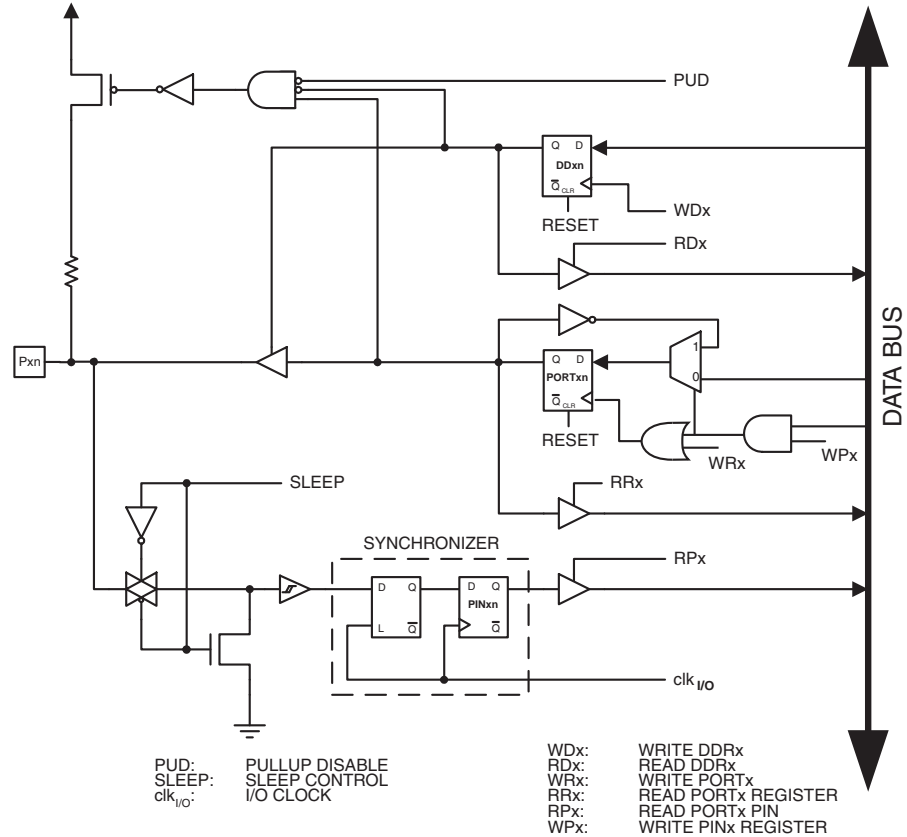 PUD
Q D
DDxn
Q CLR
WDx
RESET
RDx
Pxn
1
Q D
0
PORTxn
Q CLR
RESET
WRx
WPx
DATA BUS
SLEEP
RRx
SYNCHRONIZER
RPx
D Q
D Q
PINxn
L Q
Q
clk I/O
PUD: PULLUP DISABLE
SLEEP: SLEEP CONTROL
clk I/O: I/O CLOCK
WDx: WRITE DDRx
RDx: READ DDRx
WRx: WRITE PORTx
RRx: READ PORTx REGISTER
RPx: READ PORTx PIN
WPx: WRITE PINx REGISTER